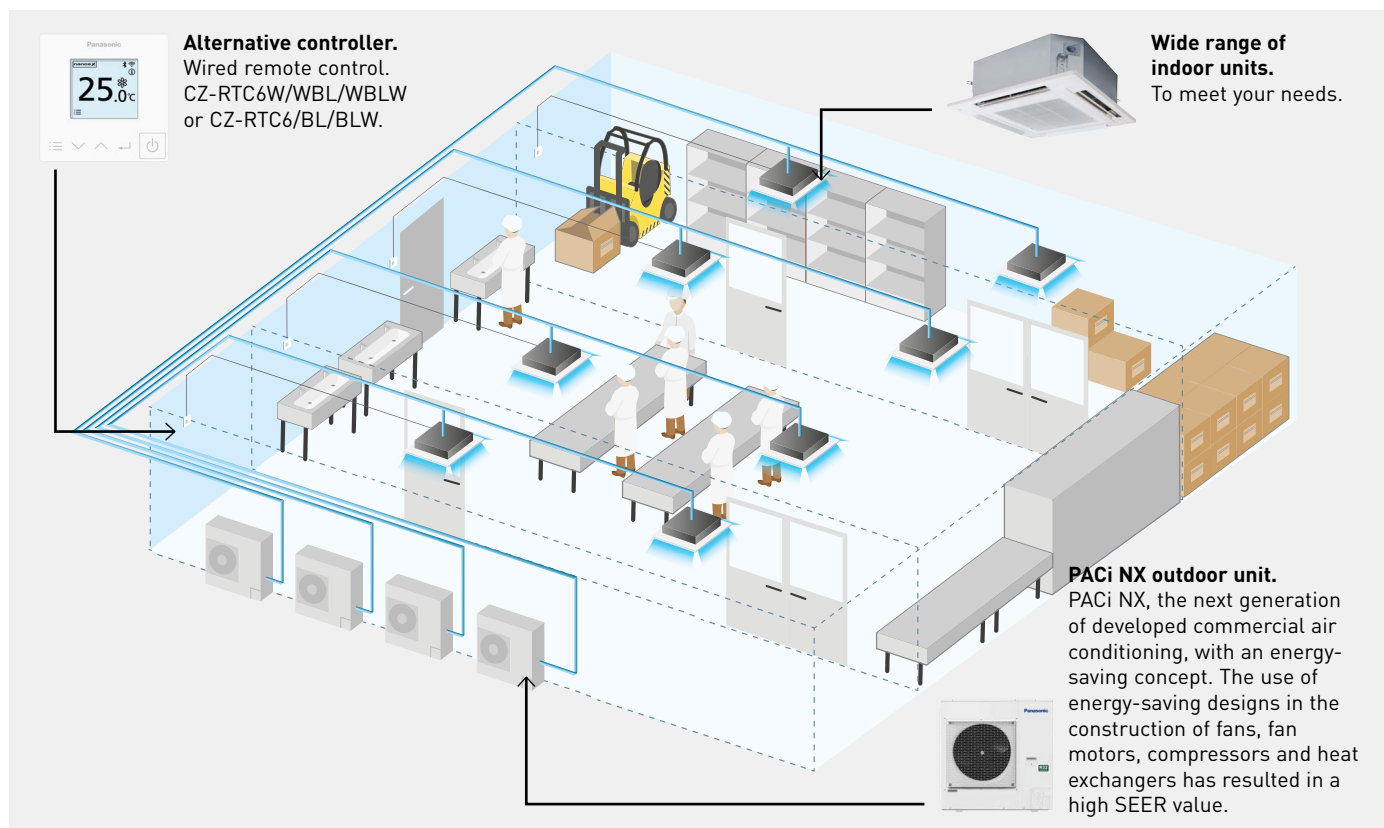 Panasonic
nanoe X
25.0°C
Alternative controller.
Wired remote control.
CZ-RTC6W/WBL/WBLW
or CZ-RTC6/BL/BLW.
Wide range of
indoor units.
To meet your needs.
PACi NX outdoor unit.
PACi NX, the next generation
of developed commercial air
conditioning, with an energy-
saving concept. The use of
energy-saving designs in the
construction of fans, fan
motors, compressors and heat
exchangers has resulted in a
high SEER value.
Panasonic